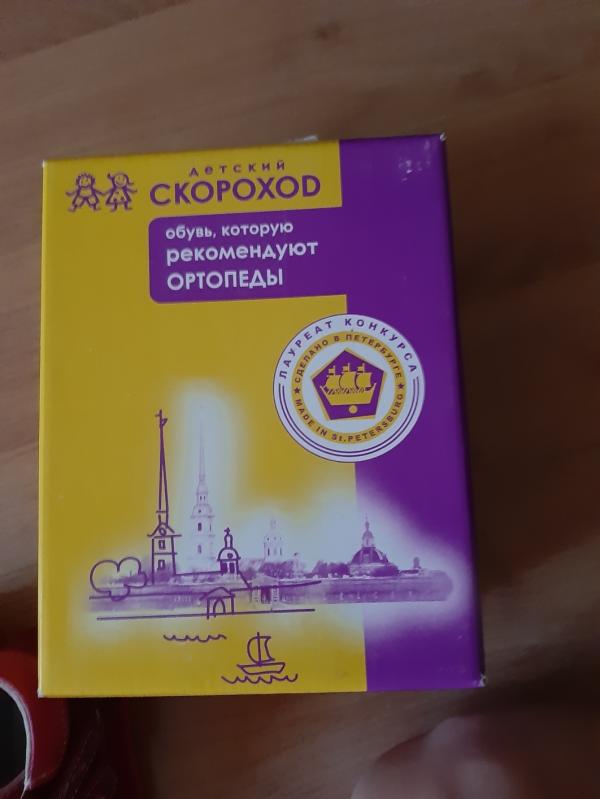 детский
СКОРОХОD
обувь, которую
рекомендуют
ОРТОПЕДЫ
ЛАУРЕАТ КОНКУРСА
СДЕЛАНО В ПЕТЕРБУРГЕ
MADE IN St.PETERSBURG